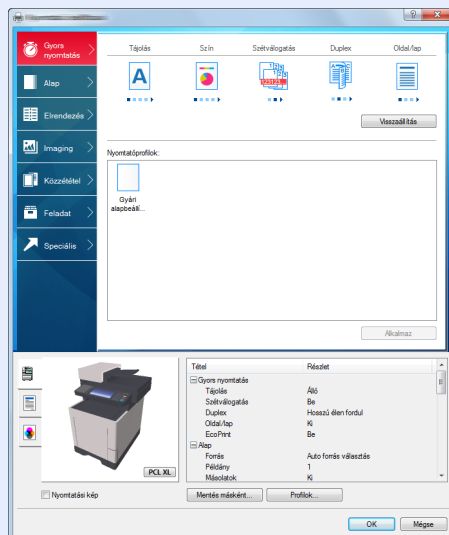 Gyors nyomtatás
Alap
Elrendezés
Imaging
Közzététel
Feladat
Speciális
Tájolás
Szín
Szétválogatás
Duplex
Oldal/lap
A
123123
A C
Visszaállítás
Nyomtatóprofilok:
Gyári
alapbeállí...
Alkalmaz
Tétel Részlet
Gyors nyomtatás
Tájolás Álló
Szétválogatás Be
Duplex Hosszú élen fordul
Oldal/lap Ki
EcoPrint Be
Alap
Forrás Auto forrás választás
Példány 1
Másolatok Ki
PCL XL
Nyomtatási kép
Mentés másként...
Profilok...
OK
Mégse